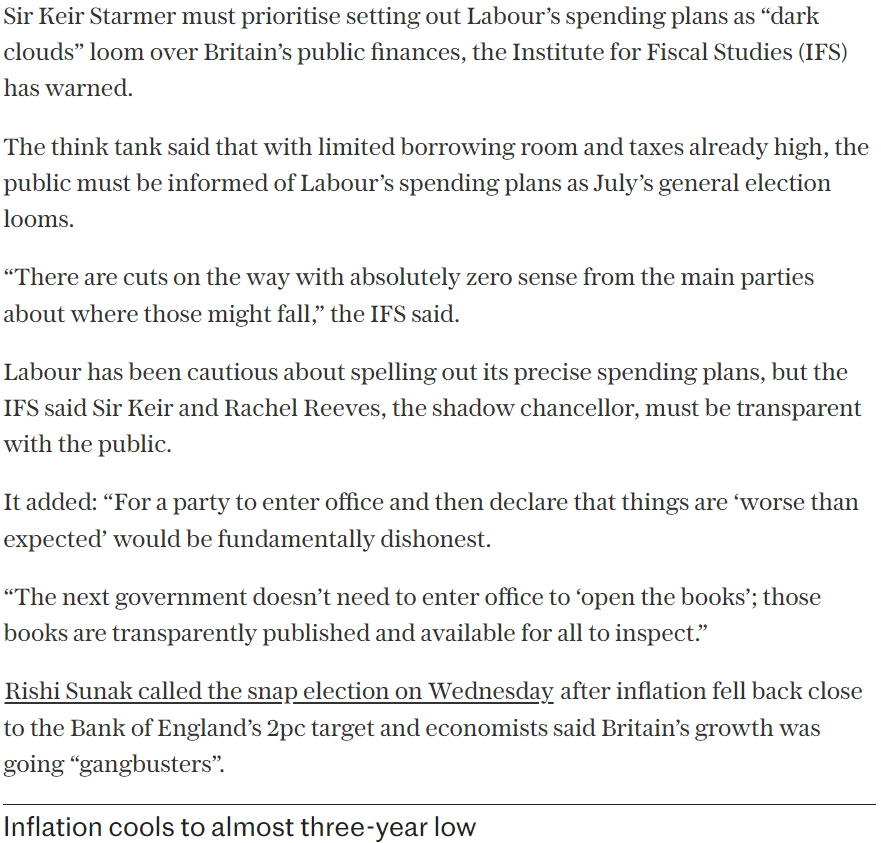 Sir Keir Starmer must prioritise setting out Labour’s spending plans as “dark
clouds” loom over Britain’s public finances, the Institute for Fiscal Studies (IFS)
has warned.
The think tank said that with limited borrowing room and taxes already high, the
public must be informed of Labour’s spending plans as July’s general election
looms.
“There are cuts on the way with absolutely zero sense from the main parties
about where those might fall,” the IFS said.
Labour has been cautious about spelling out its precise spending plans, but the
IFS said Sir Keir and Rachel Reeves, the shadow chancellor, must be transparent
with the public.
It added: “For a party to enter office and then declare that things are ‘worse than
expected’ would be fundamentally dishonest.
“The next government doesn’t need to enter office to ‘open the books’; those
books are transparently published and available for all to inspect.”
Rishi Sunak called the snap election on Wednesday after inflation fell back close
to the Bank of England’s 2pc target and economists said Britain’s growth was
going “gangbusters”.
Inflation cools to almost three-year low